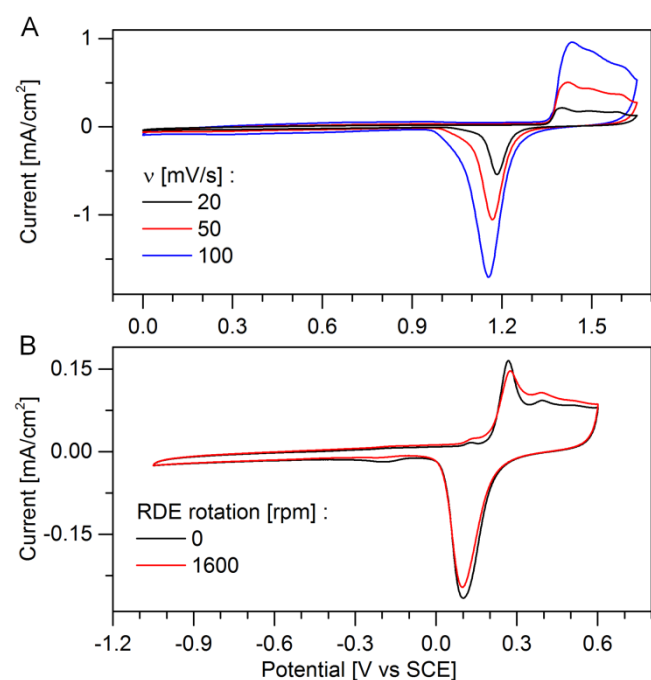 A
Current [mA/cm²]
1
0
-1
ν [mV/s] :
20
50
100
0.0 0.3 0.6 0.9 1.2 1.5
B
Current [mA/cm²]
0.15
0.00
-0.15
RDE rotation [rpm] :
0
1600
-1.2 -0.9 -0.6 -0.3 0.0 0.3 0.6
Potential [V vs SCE]